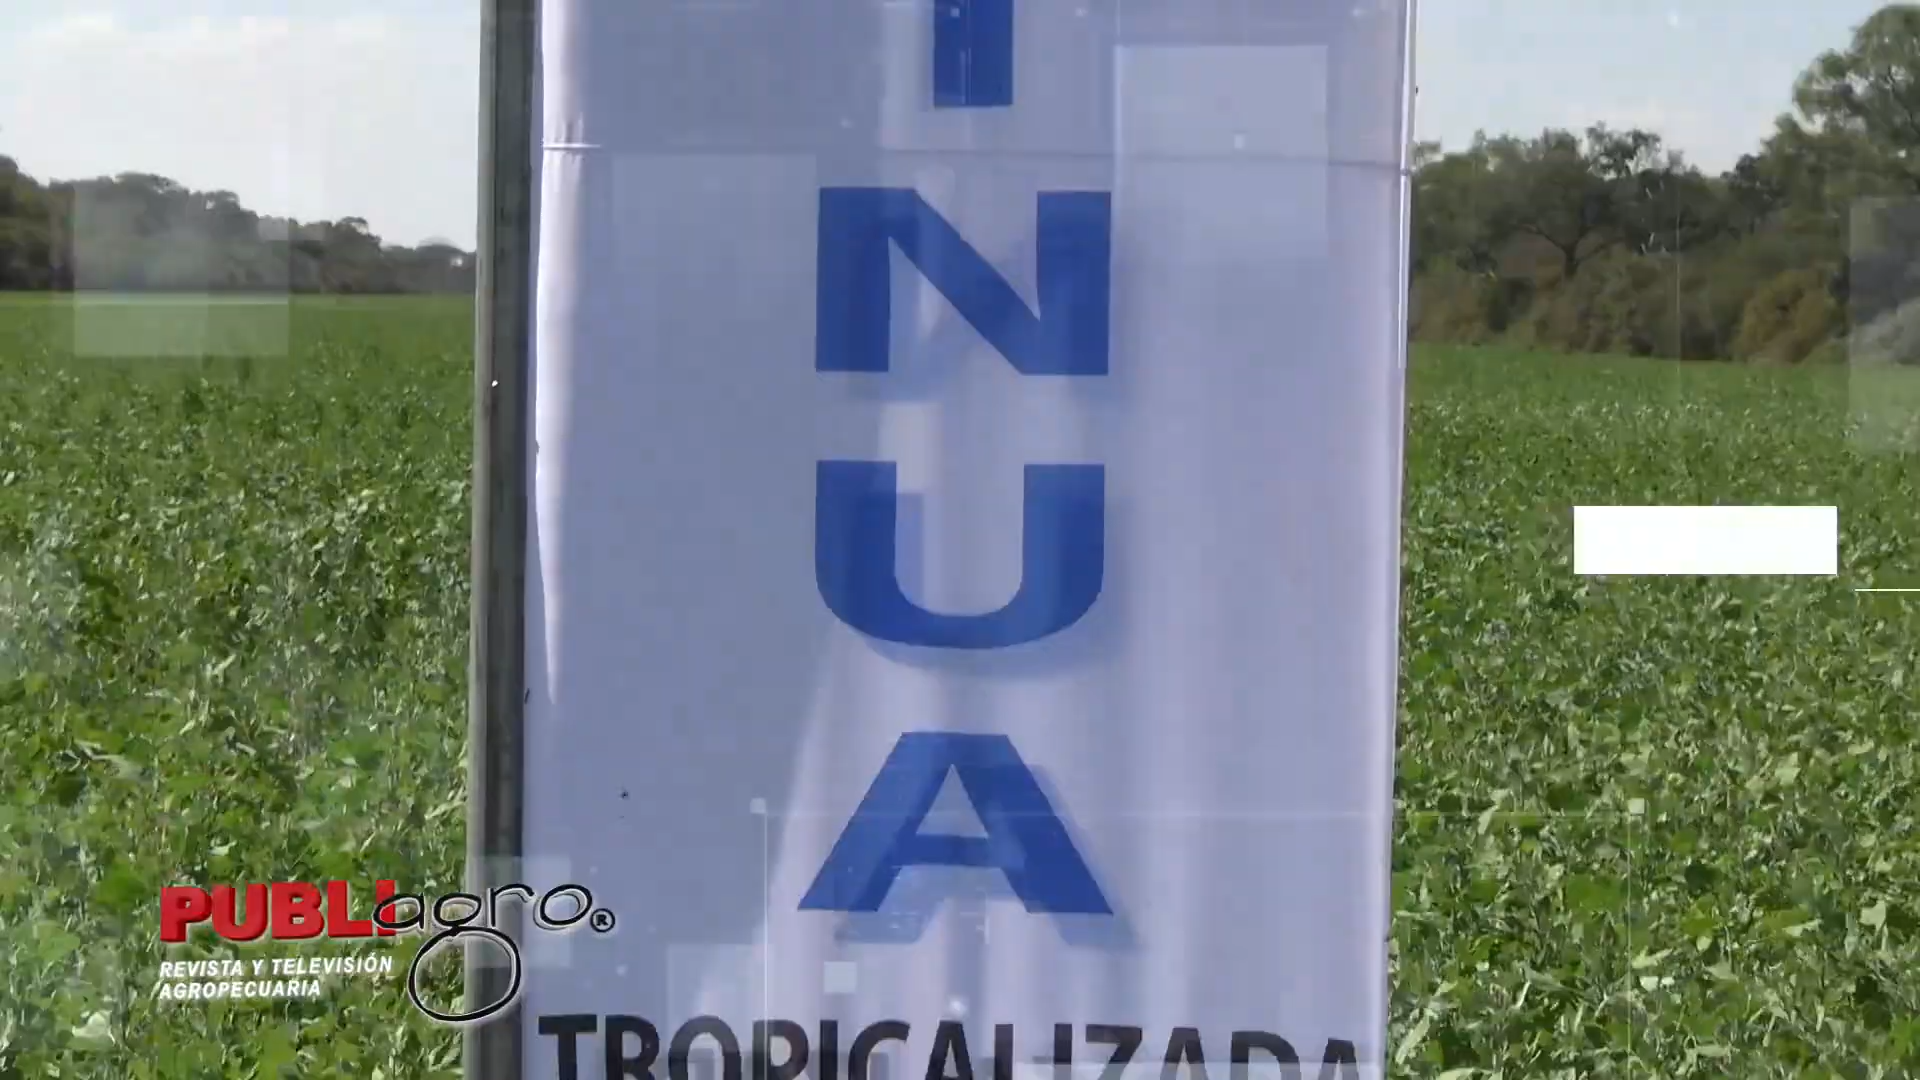 N
U
A
TROPICALIZADA
PUBLIagro®
REVISTA Y TELEVISIÓN
AGROPECUARIA